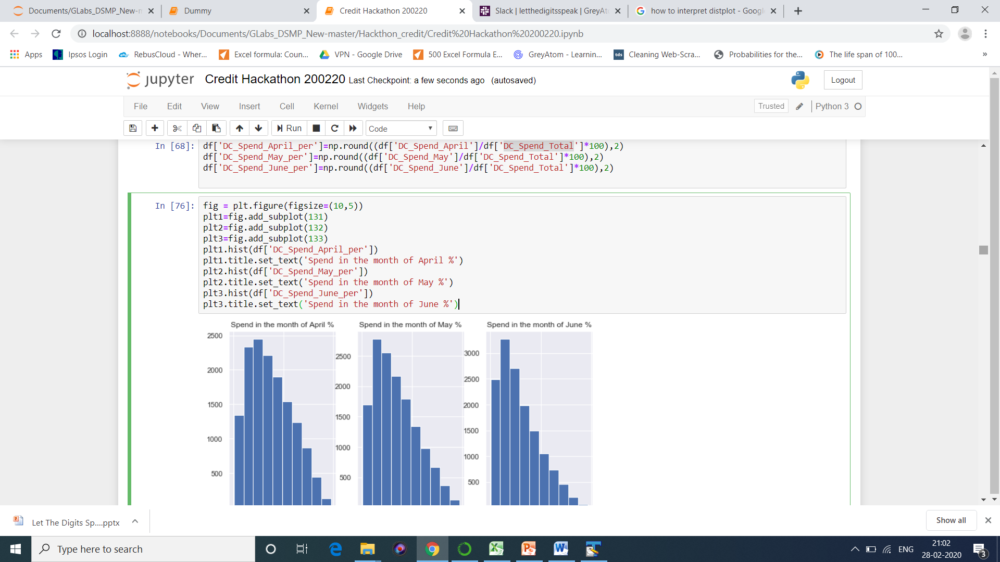 Documents/GLabs_DSMP_New-m
Dummy
Credit Hackathon 200220
Slack | letthedigitsspeak | GreyAto
how to interpret distplot - Googl
localhost:8888/notebooks/Documents/GLabs_DSMP_New-master/Hackthon_credit/Credit%20Hackathon%20200220.ipynb
Apps
Ipsos Login
RebusCloud - Wher...
Excel formula: Coun...
VPN - Google Drive
500 Excel Formula E...
GreyAtom - Learnin...
tds
Cleaning Web-Scra...
Probabilities for the...
The life span of 100...
»
jupyter Credit Hackathon 200220 Last Checkpoint: a few seconds ago (autosaved)
Logout
File Edit View Insert Cell Kernel Widgets Help
Trusted
Python 3
Run
Code
In [68]:
df['DC_Spend_April_per']=np.round((df['DC_Spend_April']/df['DC_Spend_Total']*100),2)
df['DC_Spend_May_per']=np.round((df['DC_Spend_May']/df['DC_Spend_Total']*100),2)
df['DC_Spend_June_per']=np.round((df['DC_Spend_June']/df['DC_Spend_Total']*100),2)
In [76]:
fig = plt.figure(figsize=(10,5))
plt1=fig.add_subplot(131)
plt2=fig.add_subplot(132)
plt3=fig.add_subplot(133)
plt1.hist(df['DC_Spend_April_per'])
plt1.title.set_text('Spend in the month of April %')
plt2.hist(df['DC_Spend_May_per'])
plt2.title.set_text('Spend in the month of May %')
plt3.hist(df['DC_Spend_June_per'])
plt3.title.set_text('Spend in the month of June %')
Spend in the month of April %
2500
2000
1500
1000
500
Spend in the month of May %
2500
2000
1500
1000
500
Spend in the month of June %
3000
2500
2000
1500
1000
500
Let The Digits Sp....pptx
Show all
Type here to search
ENG
21:02
28-02-2020
3